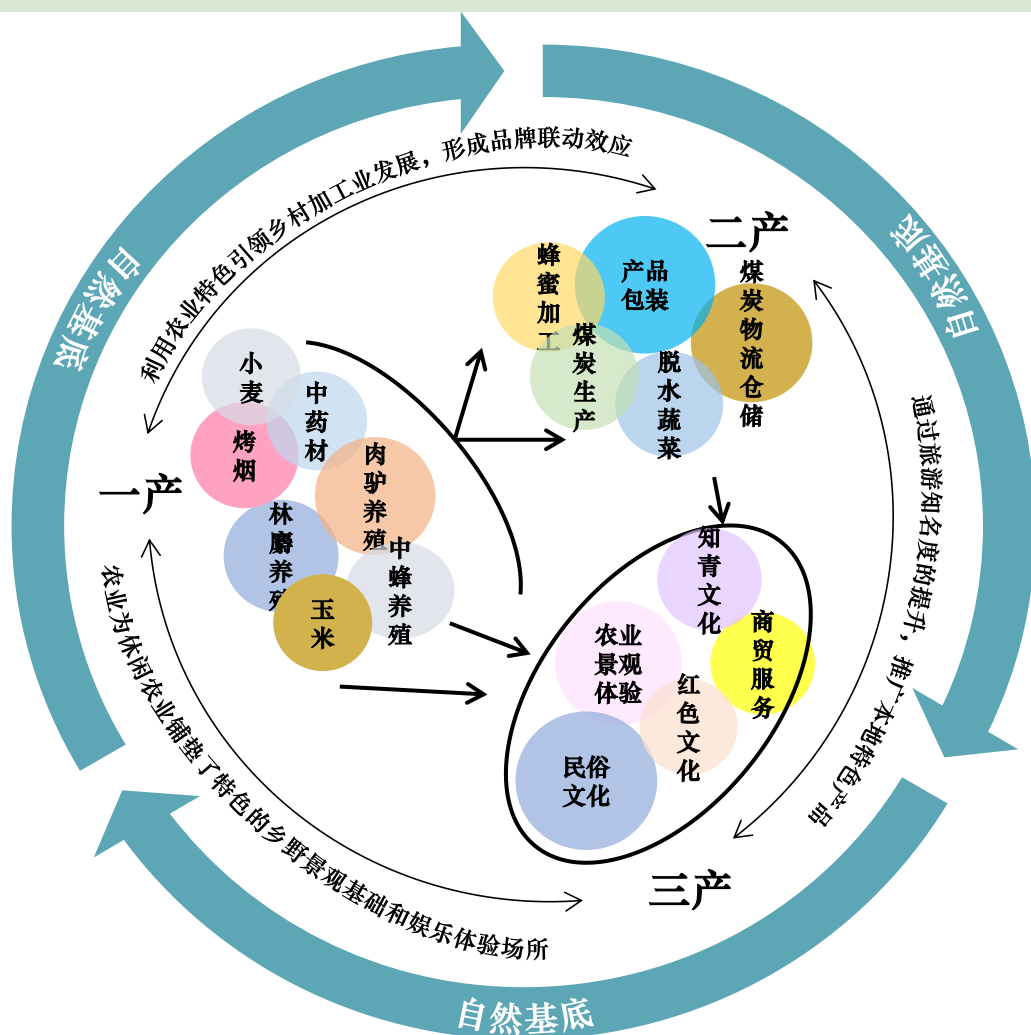 利用农业特色引领乡村加工业发展，形成品牌联动效应
自然基底
自然基底
二产
蜂蜜加工
产品
包装
煤炭物流仓储
煤炭生产
脱水蔬菜
小麦
中药材
烤烟
肉驴养殖
一产
林麝养殖
中蜂养殖
玉米
通过旅游知名度的提升，推广本地特色产品
知青文化
农业
景观
体验
商贸服务
红色文化
民俗
文化
三产
农业为休闲农业铺垫了特色的乡野景观基础和娱乐体验场所
自然基底